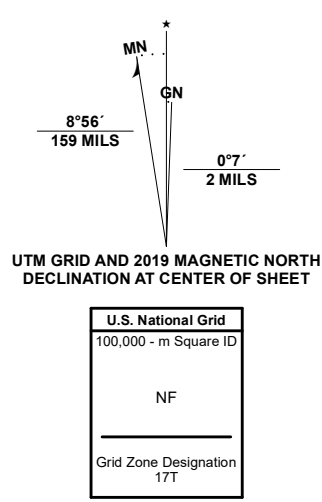 MN
GN
8°56´
159 MILS
0°7´
2 MILS
UTM GRID AND 2019 MAGNETIC NORTH
DECLINATION AT CENTER OF SHEET
U.S. National Grid
100,000 - m Square ID
NF
Grid Zone Designation
17T